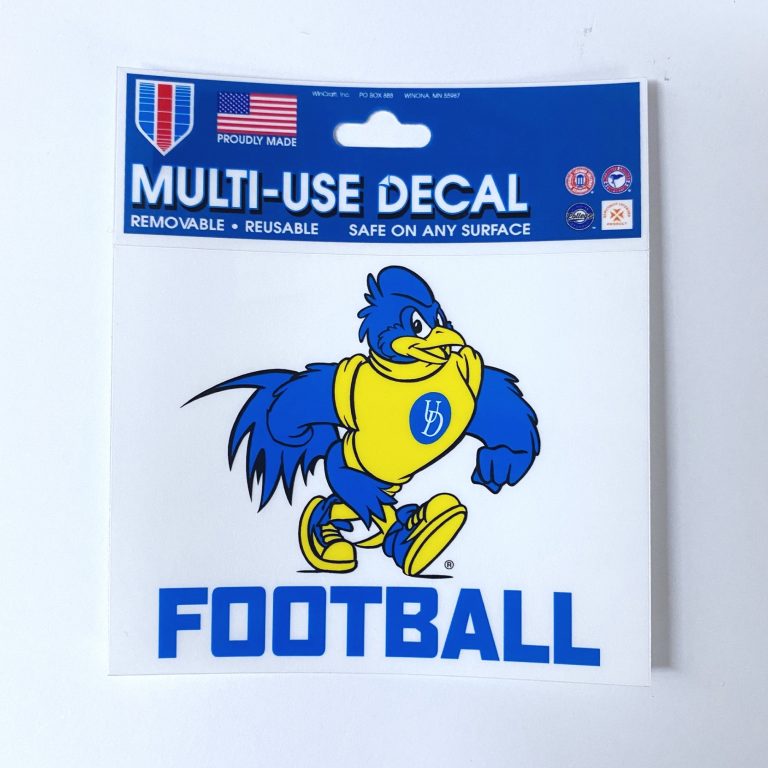 WinCraft, Inc. PO BOX 888 WINONA, MN 55987
PROUDLY MADE
MULTI-USE DECAL
REMOVABLE • REUSABLE SAFE ON ANY SURFACE
UD
®
FOOTBALL